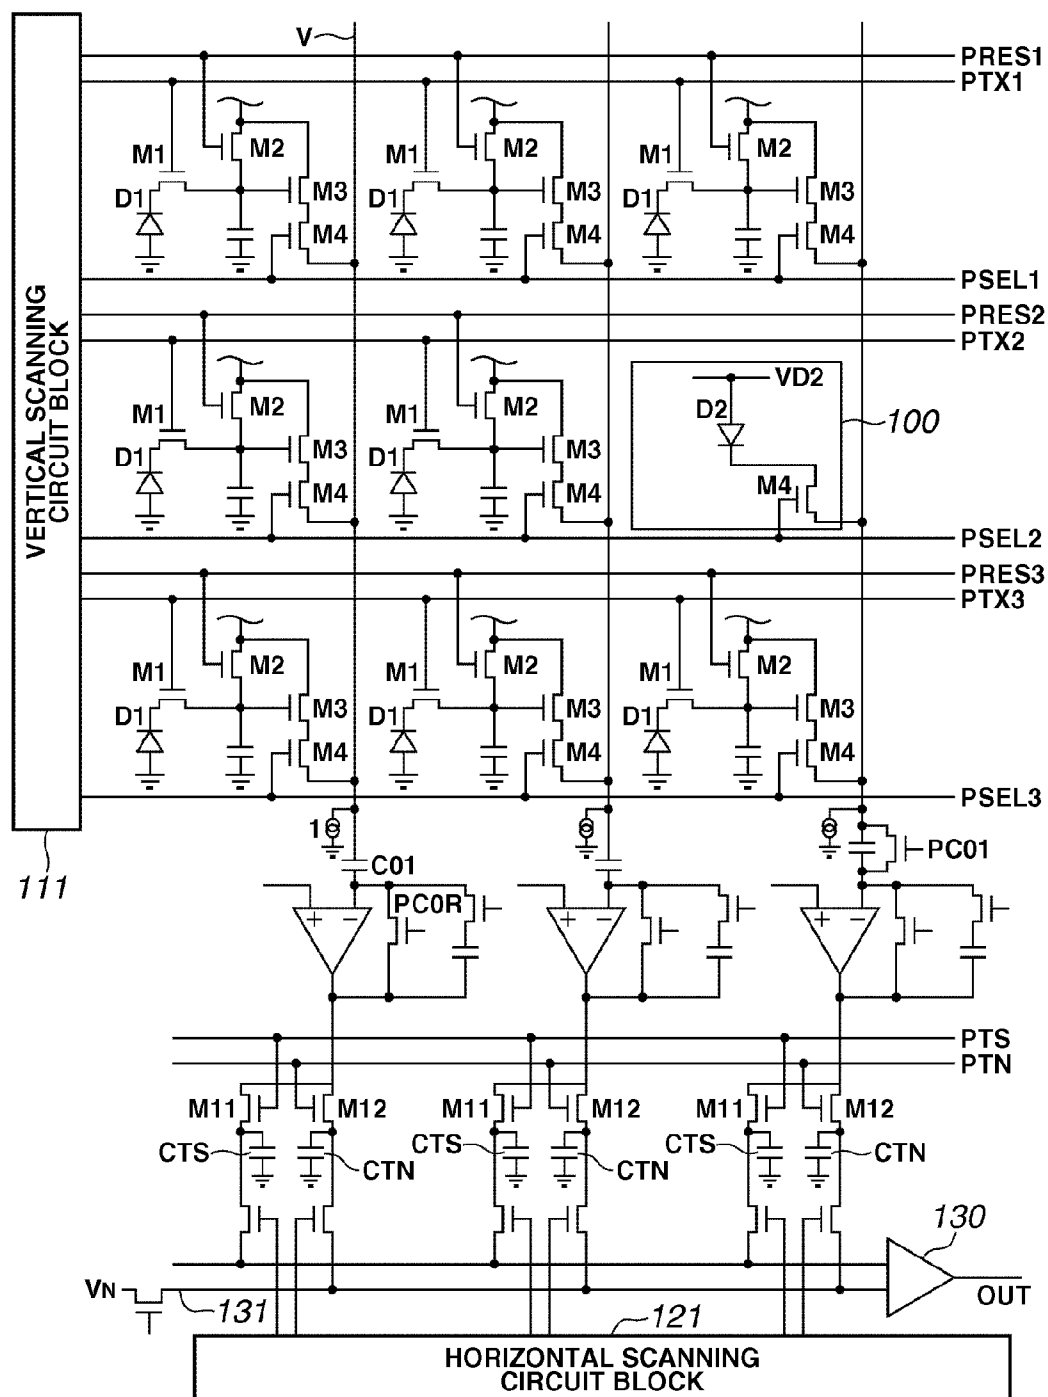 V
PRES1
PTX1
M2 M2 M2
M1 M1 M1
D1 M3 D1 M3 D1 M3
M4 M4 M4
PSEL1
PRES2
PTX2
VERTICAL SCANNING
CIRCUIT BLOCK
VD2
M2 M2 D2 100
M1 M1
D1 M3 D1 M3
M4 M4 M4
PSEL2
PRES3
PTX3
M2 M2 M2
M1 M1 M1
D1 M3 D1 M3 D1 M3
M4 M4 M4
PSEL3
111
1
C01 PC01
+ − PC0R + − + −
PTS
PTN
M11 M12 M11 M12 M11 M12
CTS CTN CTS CTN CTS CTN
130
VN 131 OUT
121
HORIZONTAL SCANNING
CIRCUIT BLOCK